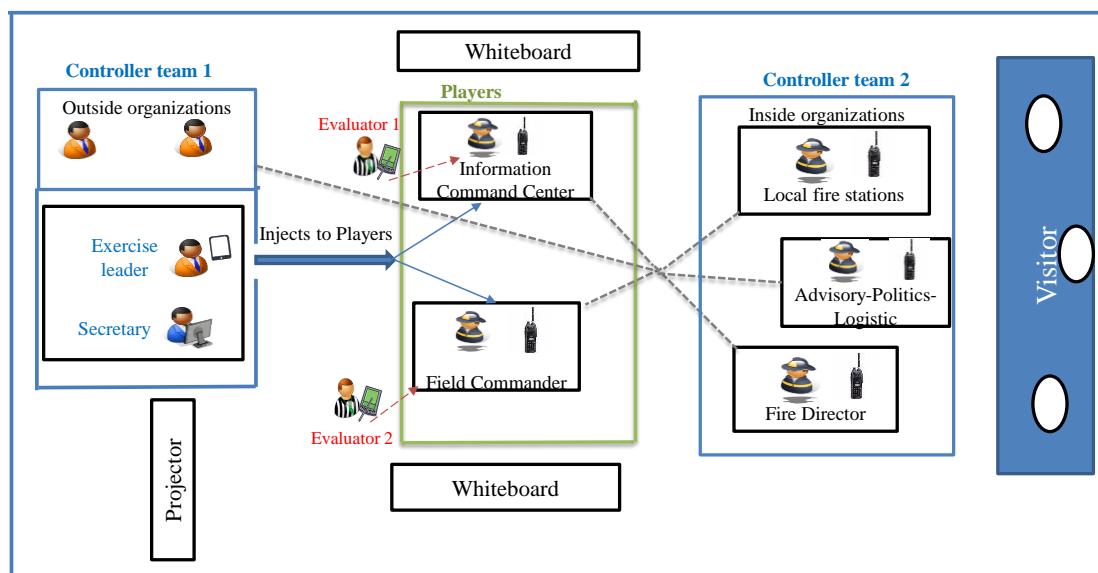 Whiteboard
Controller team 1
Outside organizations
Exercise
leader
Secretary
Injects to Players
Projector
Players
Evaluator 1
Information
Command Center
Field Commander
Evaluator 2
Whiteboard
Controller team 2
Inside organizations
Local fire stations
Advisory-Politics-
Logistic
Fire Director
Visitor